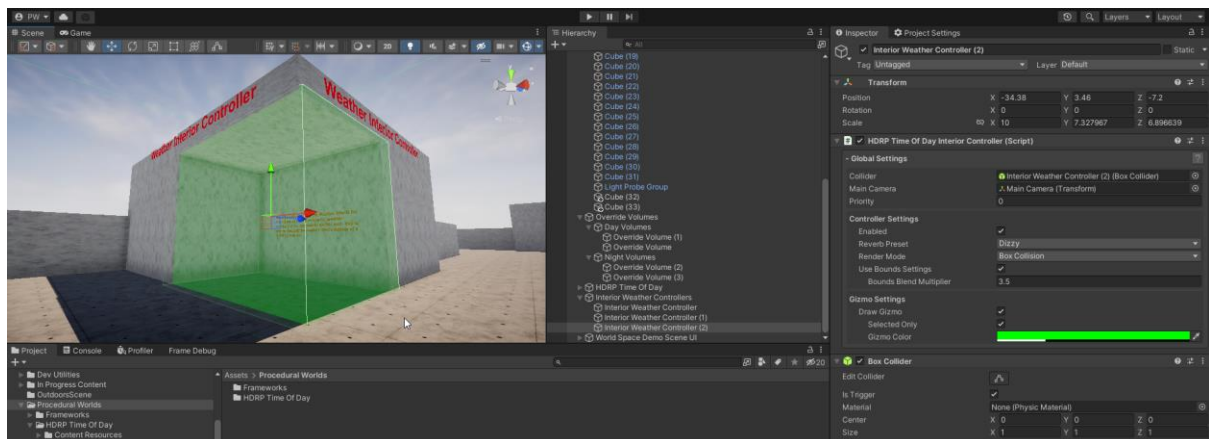 PW
Layers
Layout
Scene
Game
2D
Weather Interior Controller
Weather Interior Controller
Hierarchy
All
Cube (19)
Cube (20)
Cube (21)
Cube (22)
Cube (23)
Cube (24)
Cube (25)
Cube (26)
Cube (27)
Cube (28)
Cube (29)
Cube (30)
Cube (31)
Light Probe Group
Cube (32)
Cube (33)
Override Volumes
Day Volumes
Override Volume (1)
Override Volume
Night Volumes
Override Volume (2)
Override Volume (3)
HDRP Time Of Day
Interior Weather Controllers
Interior Weather Controller
Interior Weather Controller (1)
Interior Weather Controller (2)
World Space Demo Scene UI
Inspector
Project Settings
Interior Weather Controller (2)
Static
Tag Untagged
Layer Default
Transform
Position X -34.38 Y 3.46 Z -7.2
Rotation X 0 Y 0 Z 0
Scale X 10 Y 7.327967 Z 6.896639
HDRP Time Of Day Interior Controller (Script)
- Global Settings
Collider Interior Weather Controller (2) (Box Collider)
Main Camera Main Camera (Transform)
Priority 0
Controller Settings
Enabled
Reverb Preset Dizzy
Render Mode Box Collision
Use Bounds Settings
Bounds Blend Multiplier 3.5
Gizmo Settings
Draw Gizmo
Selected Only
Gizmo Color
Box Collider
Edit Collider
Is Trigger
Material None (Physic Material)
Center X 0 Y 0 Z 0
Size X 1 Y 1 Z 1
Project
Console
Profiler
Frame Debug
20
Dev Utilities
In Progress Content
OutdoorsScene
Procedural Worlds
Frameworks
HDRP Time Of Day
Content Resources
Assets > Procedural Worlds
Frameworks
HDRP Time Of Day